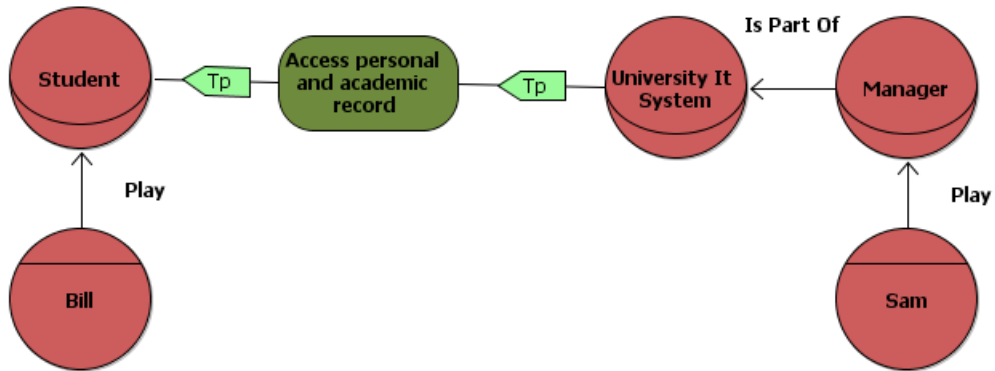 Is Part Of
Student
Tp
Access personal
and academic
record
Tp
University It
System
Manager
Play
Play
Bill
Sam